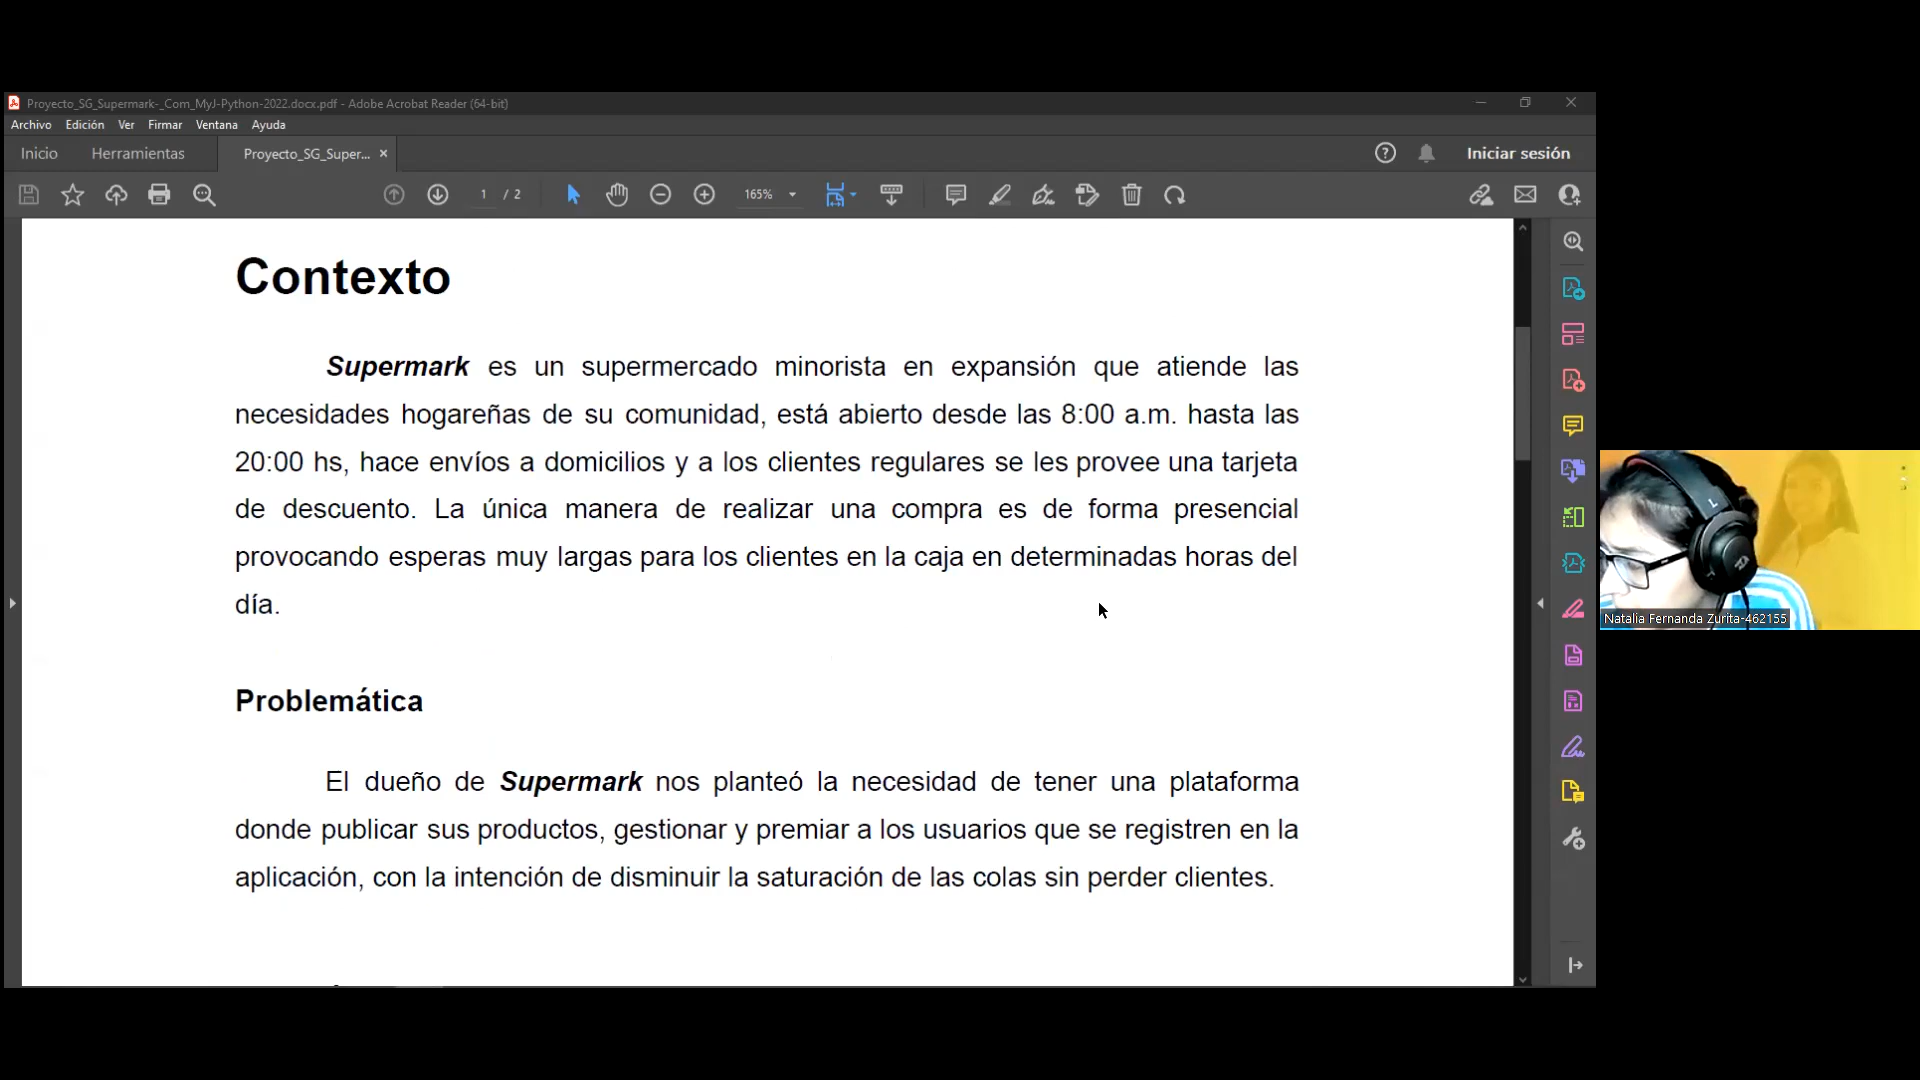 Proyecto_SG_Supermark-_Com_MyJ-Python-2022.docx.pdf - Adobe Acrobat Reader (64-bit)
Archivo Edición Ver Firmar Ventana Ayuda
Inicio Herramientas Proyecto_SG_Super... Iniciar sesión
1 / 2 165%
Contexto
Supermark es un supermercado minorista en expansión que atiende las
necesidades hogareñas de su comunidad, está abierto desde las 8:00 a.m. hasta las
20:00 hs, hace envíos a domicilios y a los clientes regulares se les provee una tarjeta
de descuento. La única manera de realizar una compra es de forma presencial
provocando esperas muy largas para los clientes en la caja en determinadas horas del
día.
Problemática
El dueño de Supermark nos planteó la necesidad de tener una plataforma
donde publicar sus productos, gestionar y premiar a los usuarios que se registren en la
aplicación, con la intención de disminuir la saturación de las colas sin perder clientes.
L
Natalia Fernanda Zurita-462155